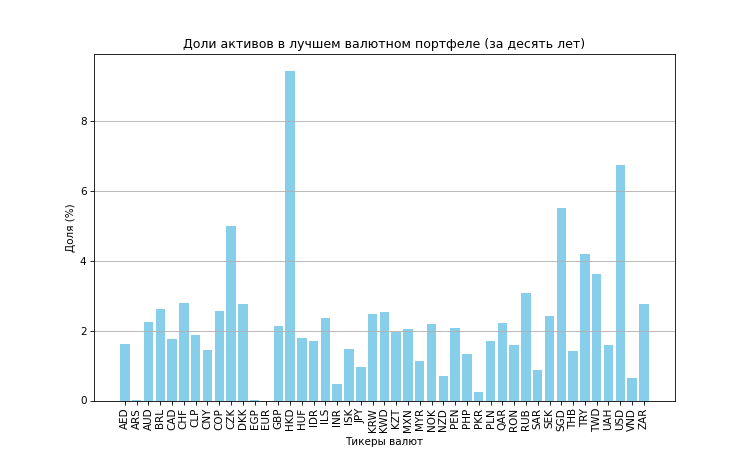 Доли активов в лучшем валютном портфеле (за десять лет)
Доля (%)
8
6
4
2
0
AED ARS AUD BRL CAD CHF CLP CNY COP CZK DKK EGP EUR GBP HKD HUF IDR ILS INR ISK JPY KRW KWD KZT MXN MYR NOK NZD PEN PHP PKR PLN QAR RON RUB SAR SEK SGD THB TRY TWD UAH USD VND ZAR
Тикеры валют